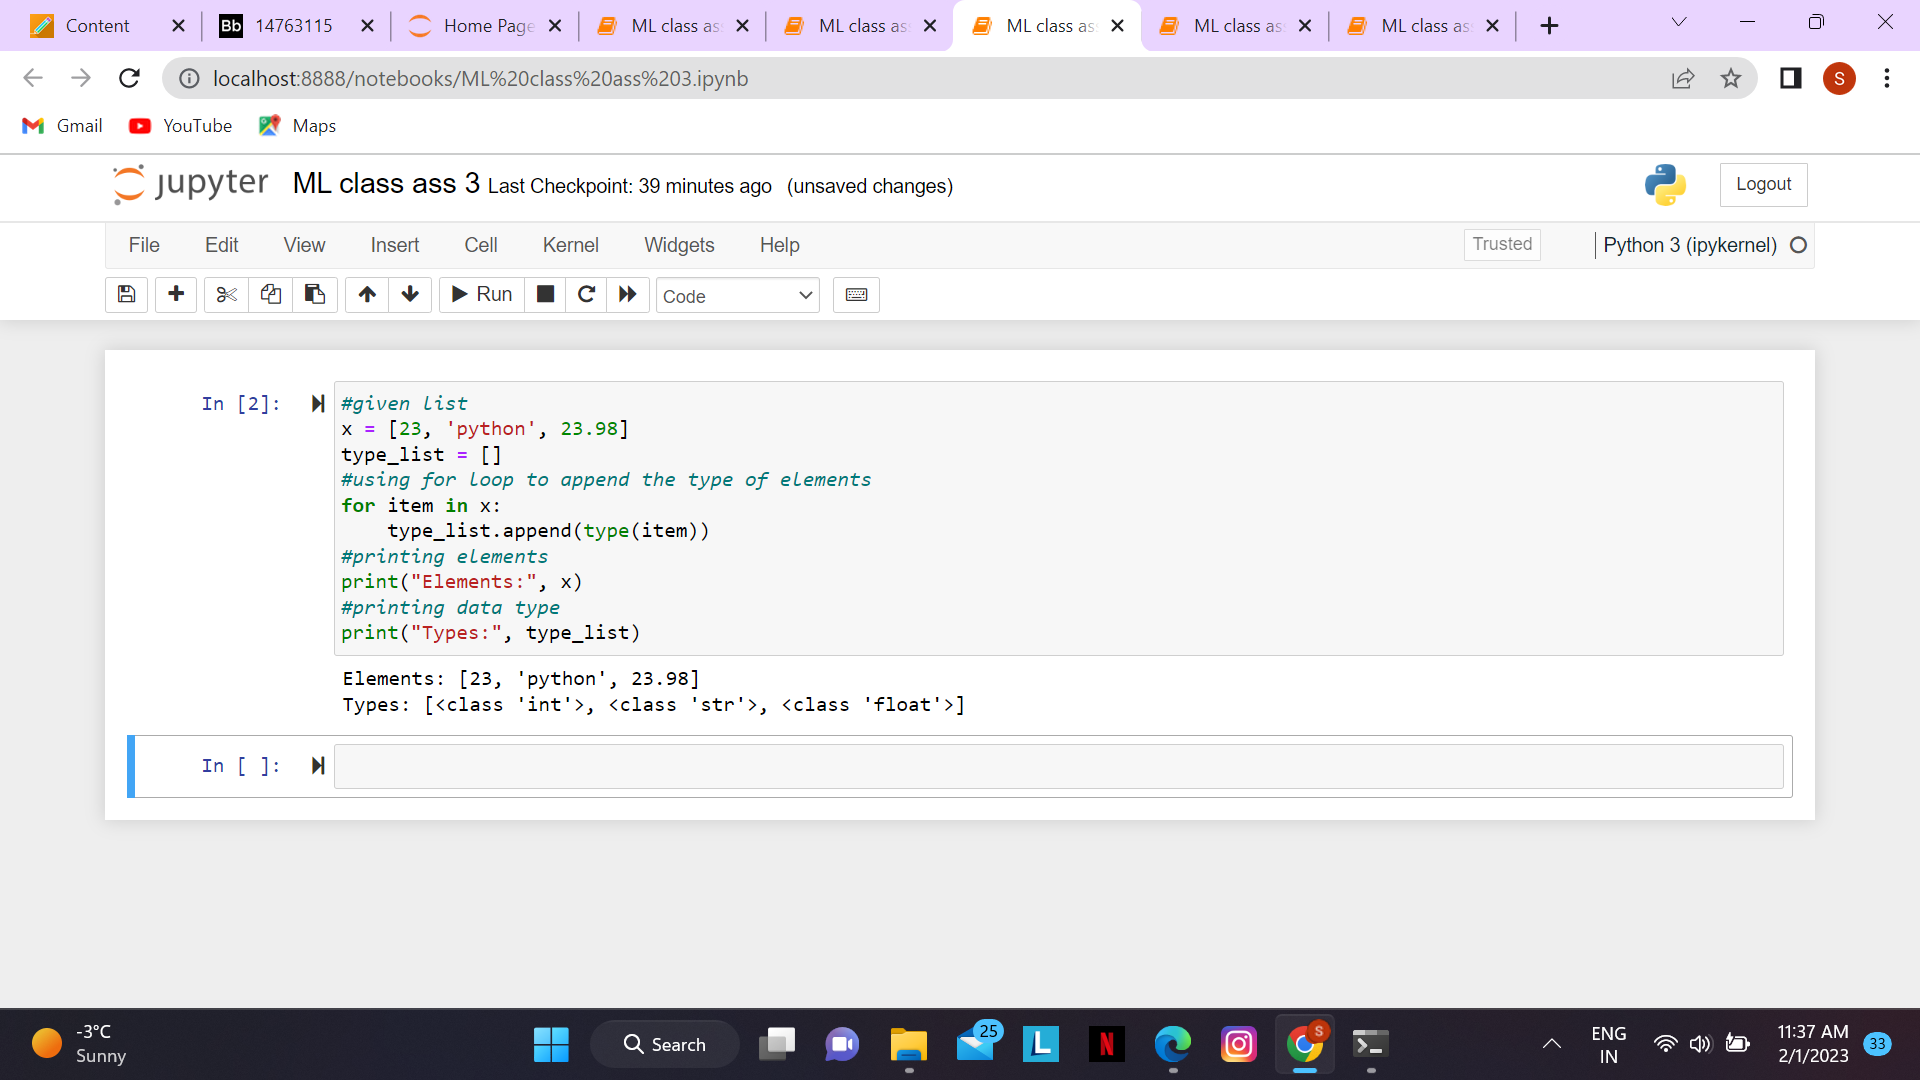 Content
Bb 14763115
Home Page
ML class as
ML class as
ML class as
ML class as
ML class as
localhost:8888/notebooks/ML%20class%20ass%203.ipynb
S
Gmail YouTube Maps
jupyter ML class ass 3 Last Checkpoint: 39 minutes ago (unsaved changes)
Logout
File Edit View Insert Cell Kernel Widgets Help
Trusted Python 3 (ipykernel)
Run Code
In [2]:
#given list
x = [23, 'python', 23.98]
type_list = []
#using for loop to append the type of elements
for item in x:
    type_list.append(type(item))
#printing elements
print("Elements:", x)
#printing data type
print("Types:", type_list)
Elements: [23, 'python', 23.98]
Types: [<class 'int'>, <class 'str'>, <class 'float'>]
In [ ]:
-3°C
Sunny
Search
25
L
N
S
ENG
IN
11:37 AM
2/1/2023
33